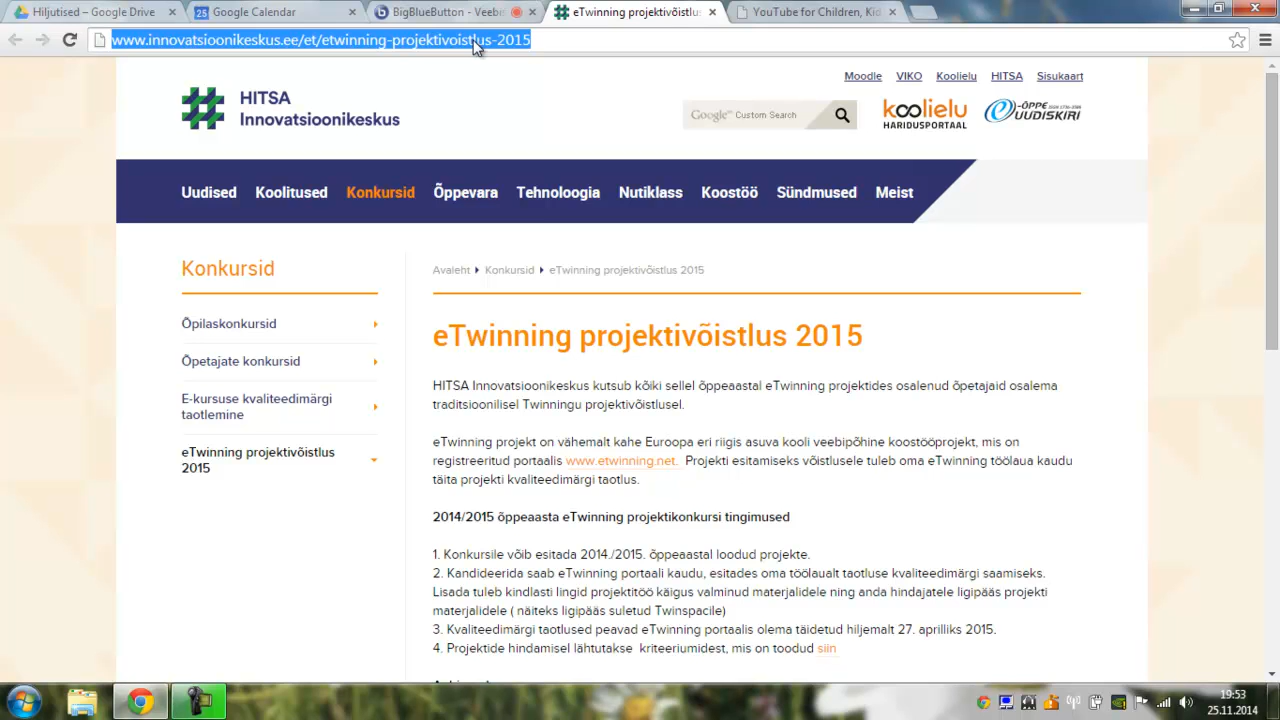 Hiljutised – Google Drive
Google Calendar
BigBlueButton - Veebi
eTwinning projektivõistlus
YouTube for Children, Kid
www.innovatsioonikeskus.ee/et/etwinning-projektivoistlus-2015
Moodle VIKO Koolielu HITSA Sisukaart
HITSA
Innovatsioonikeskus
Google™ Custom Search
koolielu
HARIDUSPORTAAL
e-ÕPPE
UUDISKIRI
Uudised Koolitused Konkursid Õppevara Tehnoloogia Nutiklass Koostöö Sündmused Meist
Konkursid
Õpilaskonkursid
Õpetajate konkursid
E-kursuse kvaliteedimärgi
taotlemine
eTwinning projektivõistlus
2015
Avaleht Konkursid eTwinning projektivõistlus 2015
eTwinning projektivõistlus 2015
HITSA Innovatsioonikeskus kutsub kõiki sellel õppeaastal eTwinning projektides osalenud õpetajaid osalema
traditsioonilisel Twinningu projektivõistlusel.
eTwinning projekt on vähemalt kahe Euroopa eri riigis asuva kooli veebipõhine koostööprojekt, mis on
registreeritud portaalis www.etwinning.net. Projekti esitamiseks võistlusele tuleb oma eTwinning töölaua kaudu
täita projekti kvaliteedimärgi taotlus.
2014/2015 õppeaasta eTwinning projektikonkursi tingimused
1. Konkursile võib esitada 2014./2015. õppeaastal loodud projekte.
2. Kandideerida saab eTwinning portaali kaudu, esitades oma töölaualt taotluse kvaliteedimärgi saamiseks.
Lisada tuleb kindlasti lingid projektitöö käigus valminud materjalidele ning anda hindajatele ligipääs projekti
materjalidele ( näiteks ligipääs suletud Twinspacile)
3. Kvaliteedimärgi taotlused peavad eTwinning portaalis olema täidetud hiljemalt 27. aprilliks 2015.
4. Projektide hindamisel lähtutakse kriteeriumidest, mis on toodud siin
19:53
25.11.2014